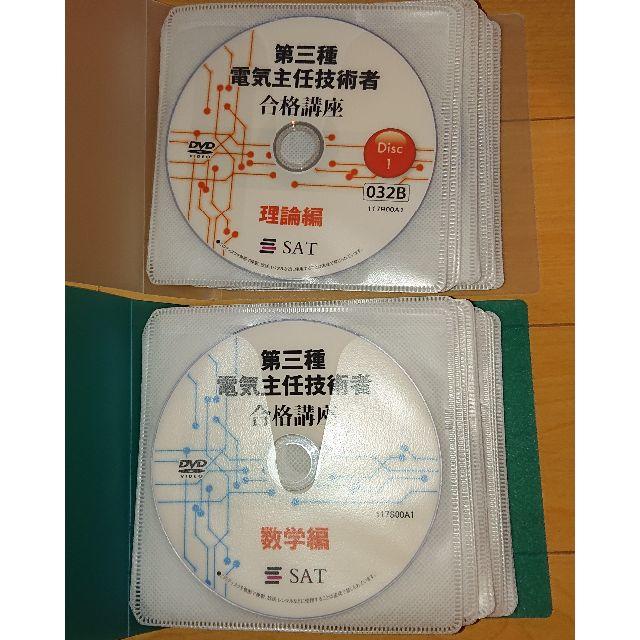 第三種
電気主任技術者
合格講座
DVD
VIDEO
Disc
1
032B
117B00A1
理論編
SAT
第三種
電気主任技術者
合格講座
DVD
VIDEO
117S00A1
数学編
SAT